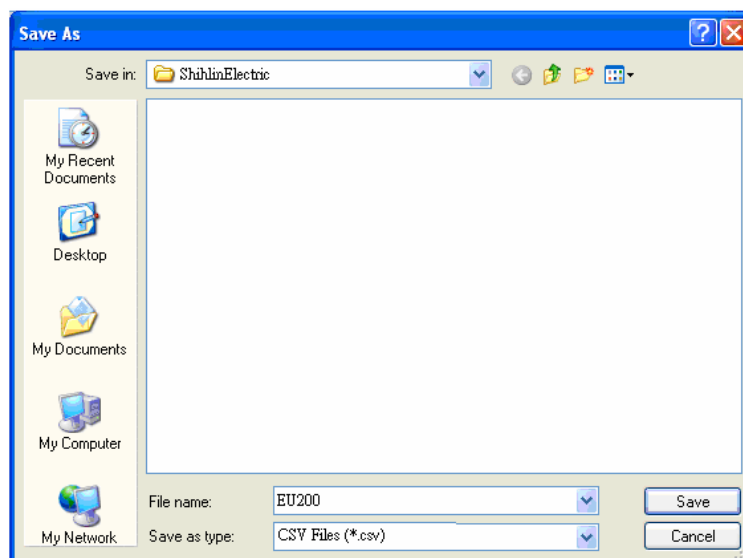 Save As
Save in: ShihlinElectric
My Recent
Documents
Desktop
My Documents
My Computer
My Network
File name: EU200 Save
Save as type: CSV Files (*.csv) Cancel